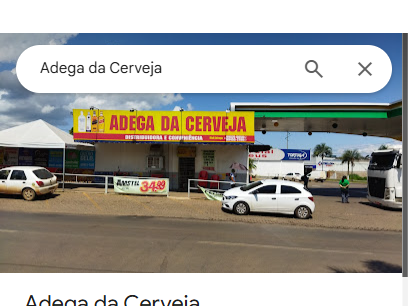 Adega da Cerveja
ADEGA DA CERVEJA
DISTRIBUIDORA E CONVENIÊNCIA
AMSTEL 34,99
Adega da Cerveja